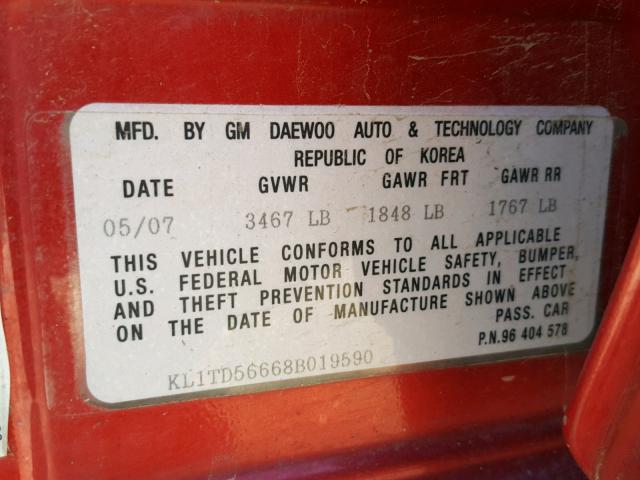 MFD. BY GM DAEWOO AUTO & TECHNOLOGY COMPANY
REPUBLIC OF KOREA
DATE GVWR GAWR FRT GAWR RR
05/07 3467 LB 1848 LB 1767 LB
THIS VEHICLE CONFORMS TO ALL APPLICABLE
U.S. FEDERAL MOTOR VEHICLE SAFETY, BUMPER,
AND THEFT PREVENTION STANDARDS IN EFFECT
ON THE DATE OF MANUFACTURE SHOWN ABOVE
PASS. CAR
P.N.96 404 578
KL1TD56668B019590